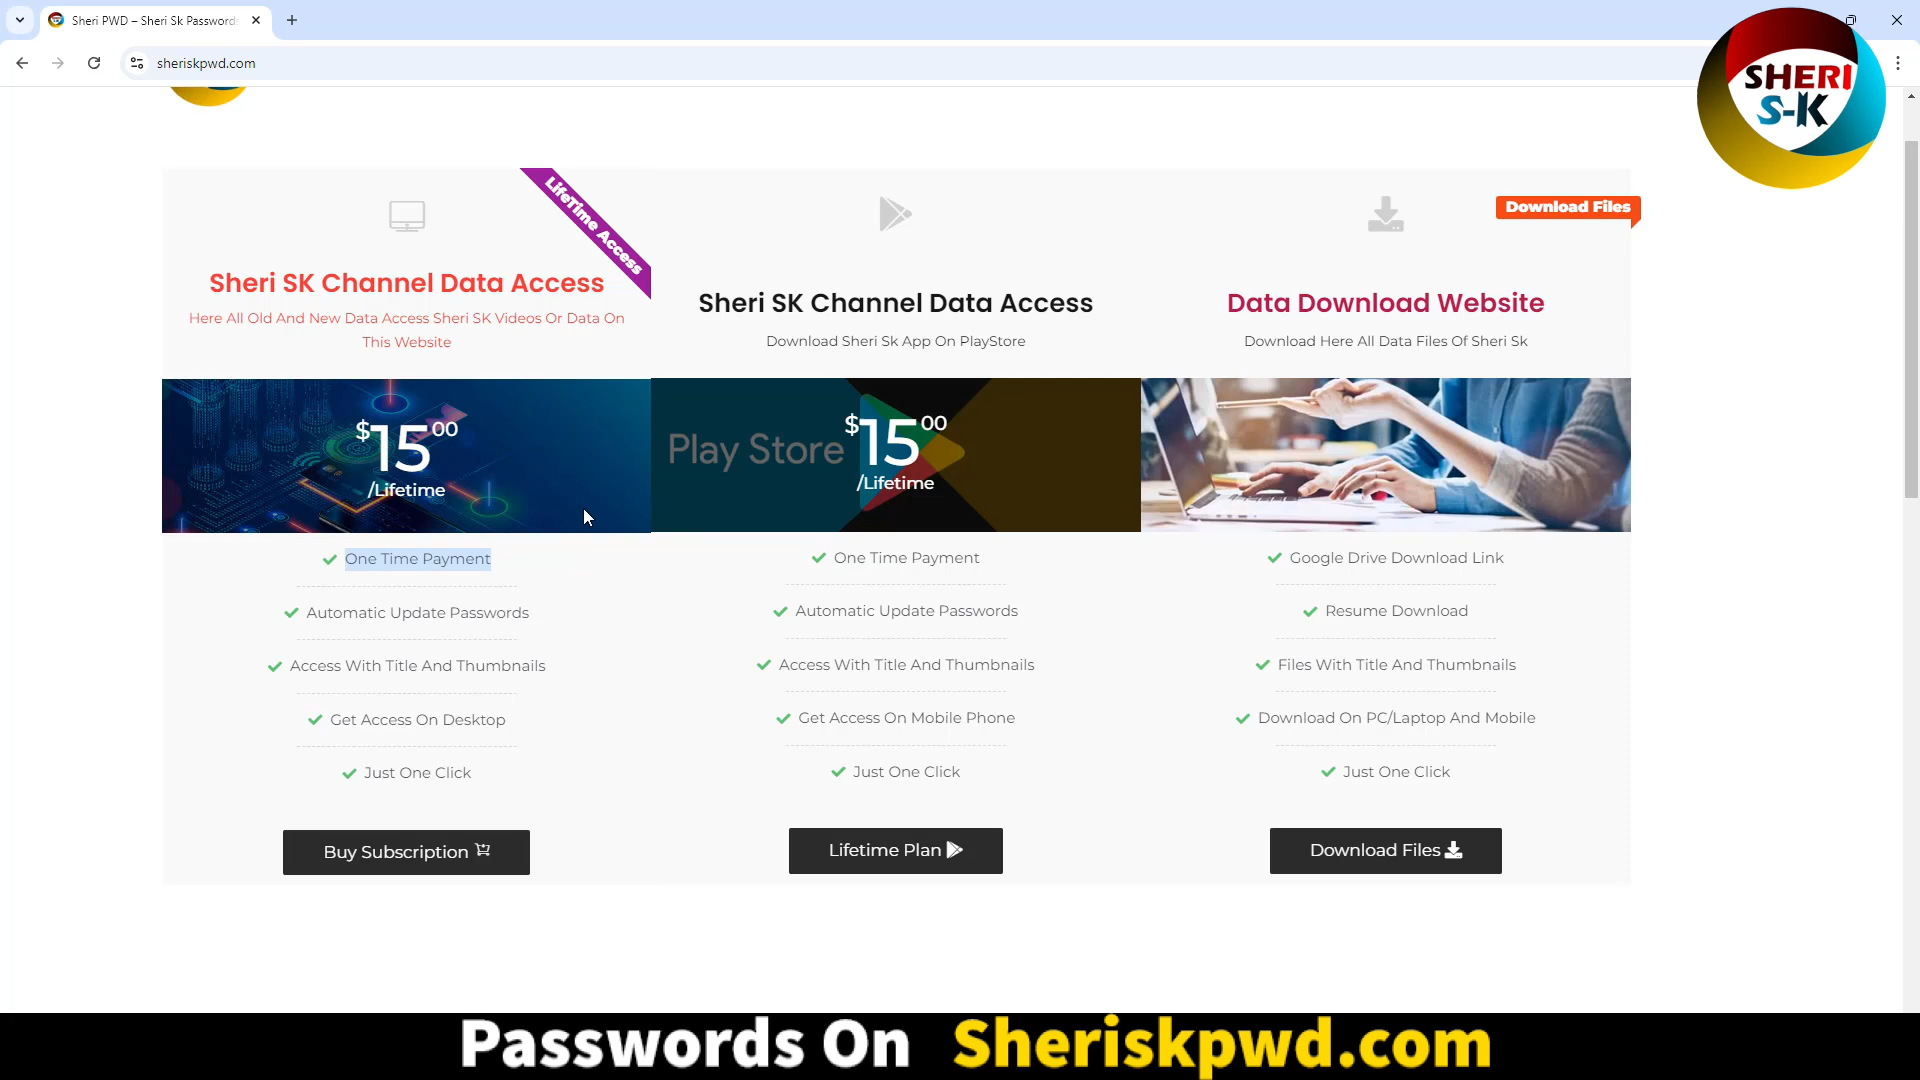 Sheri PWD – Sheri Sk Password
sheriskpwd.com
SHERI
S-K
LifeTime Access
Sheri SK Channel Data Access
Here All Old And New Data Access Sheri SK Videos Or Data On
This Website
$15 00
/Lifetime
One Time Payment
Automatic Update Passwords
Access With Title And Thumbnails
Get Access On Desktop
Just One Click
Buy Subscription
Sheri SK Channel Data Access
Download Sheri Sk App On PlayStore
Play Store
$15 00
/Lifetime
One Time Payment
Automatic Update Passwords
Access With Title And Thumbnails
Get Access On Mobile Phone
Just One Click
Lifetime Plan
Download Files
Data Download Website
Download Here All Data Files Of Sheri Sk
Google Drive Download Link
Resume Download
Files With Title And Thumbnails
Download On PC/Laptop And Mobile
Just One Click
Download Files
Passwords On Sheriskpwd.com